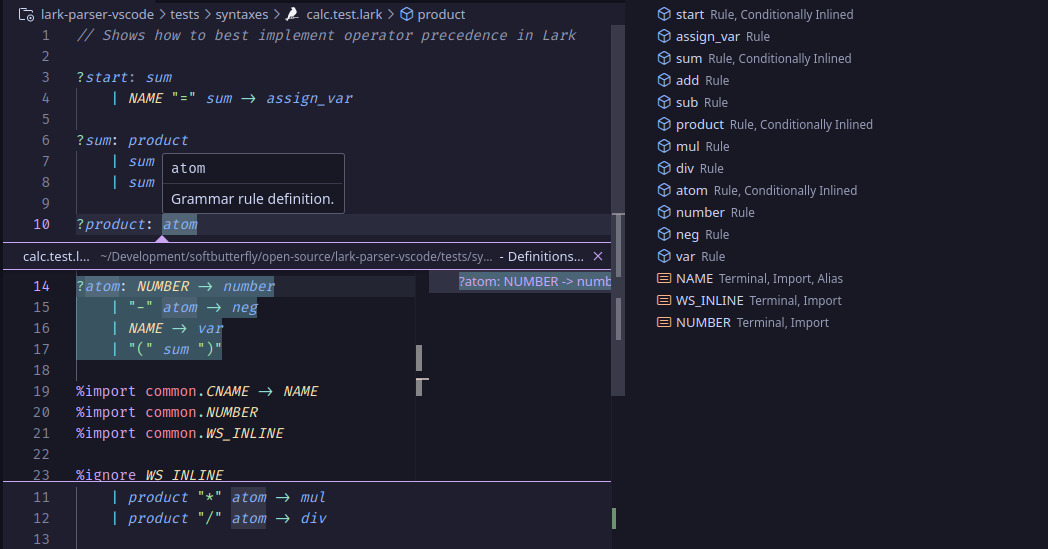 lark-parser-vscode > tests > syntaxes > calc.test.lark > product
1 // Shows how to best implement operator precedence in Lark
2
3 ?start: sum
4 | NAME "=" sum -> assign_var
5
6 ?sum: product
7 | sum
8 | sum
9
10 ?product: atom
atom
Grammar rule definition.
calc.test.l... ~/Development/softbutterfly/open-source/lark-parser-vscode/tests/sy... - Definitions... ×
14 ?atom: NUMBER -> number
15 | "-" atom -> neg
16 | NAME -> var
17 | "(" sum ")"
18
19 %import common.CNAME -> NAME
20 %import common.NUMBER
21 %import common.WS_INLINE
22
23 %ignore WS_INLINE
?atom: NUMBER -> numb
11 | product "*" atom -> mul
12 | product "/" atom -> div
13
start Rule, Conditionally Inlined
assign_var Rule
sum Rule, Conditionally Inlined
add Rule
sub Rule
product Rule, Conditionally Inlined
mul Rule
div Rule
atom Rule, Conditionally Inlined
number Rule
neg Rule
var Rule
NAME Terminal, Import, Alias
WS_INLINE Terminal, Import
NUMBER Terminal, Import